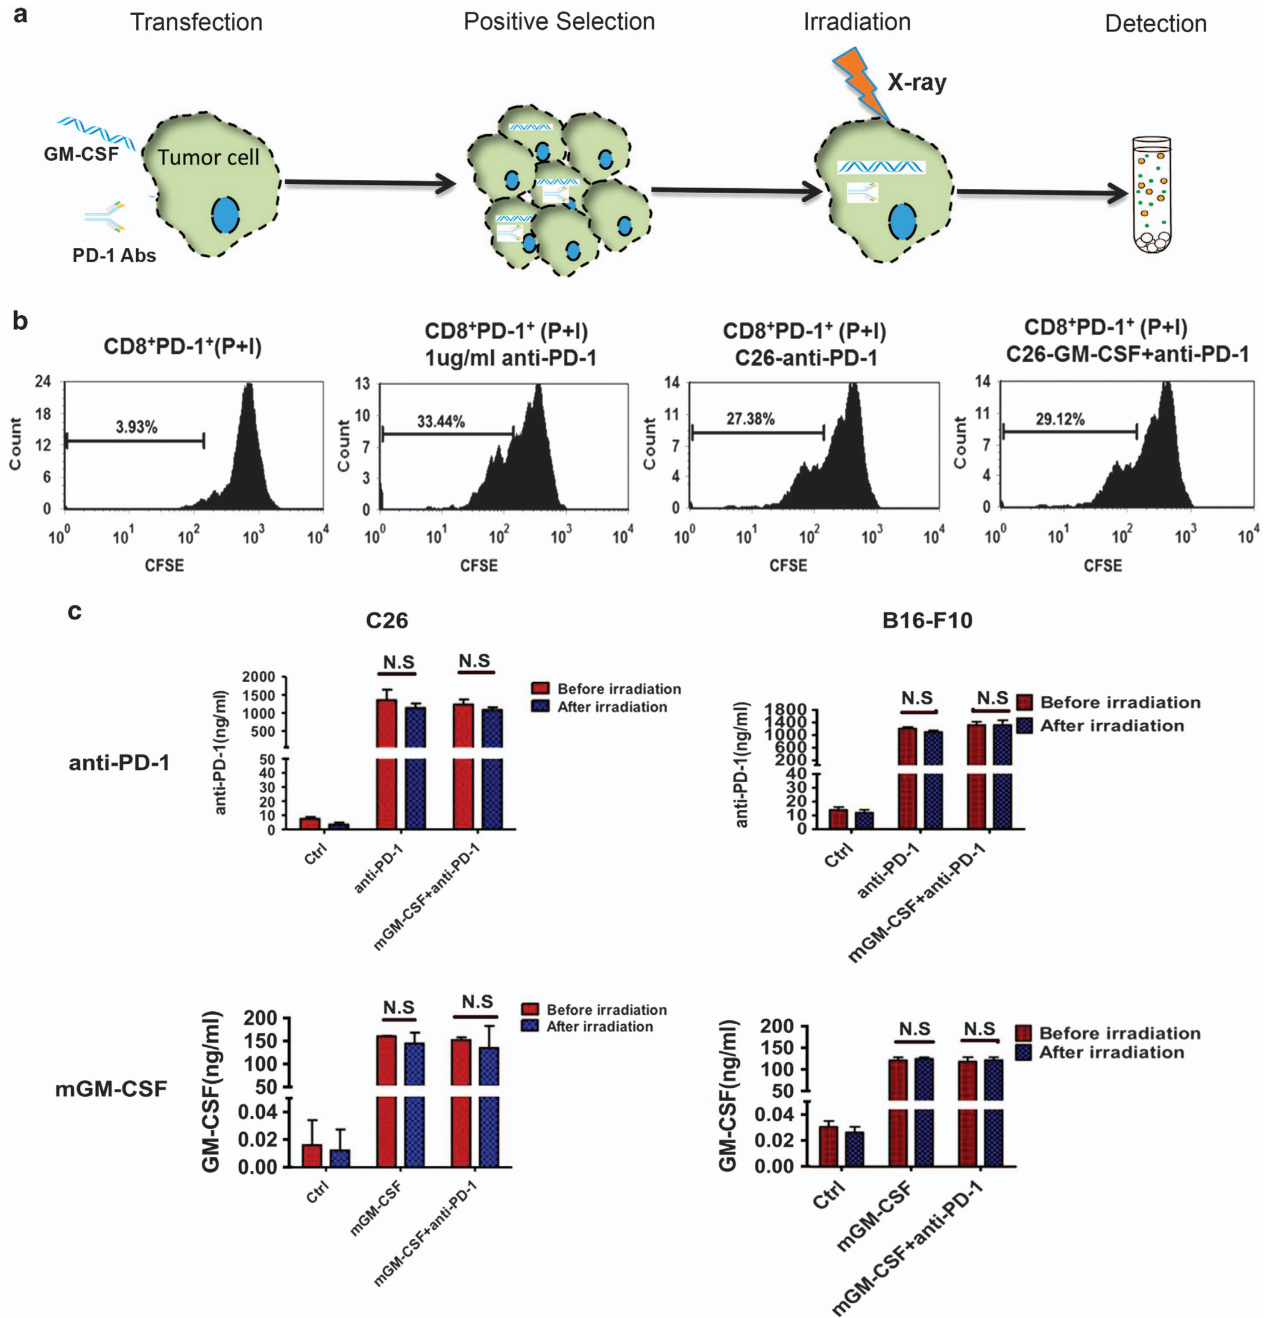 a
Transfection
Positive Selection
Irradiation
Detection
X-ray
GM-CSF
Tumor cell
PD-1 Abs
b
CD8⁺PD-1⁺(P+I)
CD8⁺PD-1⁺ (P+I)
1ug/ml anti-PD-1
CD8⁺PD-1⁺ (P+I)
C26-anti-PD-1
CD8⁺PD-1⁺ (P+I)
C26-GM-CSF+anti-PD-1
Count
24
18
12
6
0
3.93%
10⁰ 10¹ 10² 10³ 10⁴
CFSE
Count
13
10
7
3
0
33.44%
10⁰ 10¹ 10² 10³ 10⁴
CFSE
Count
14
11
7
4
0
27.38%
10⁰ 10¹ 10² 10³ 10⁴
CFSE
Count
14
11
7
4
0
29.12%
10⁰ 10¹ 10² 10³ 10⁴
CFSE
c
C26
B16-F10
anti-PD-1
anti-PD-1(ng/ml)
2000
1500
1000
500
50
40
30
20
10
0
N.S
N.S
Before irradiation
After irradiation
Ctrl
anti-PD-1
mGM-CSF+anti-PD-1
anti-PD-1(ng/ml)
1800
1400
1000
600
200
40
30
20
10
0
N.S
N.S
Before irradiation
After irradiation
Ctrl
anti-PD-1
mGM-CSF+anti-PD-1
mGM-CSF
GM-CSF(ng/ml)
200
150
100
50
0.04
0.02
0.00
N.S
N.S
Before irradiation
After irradiation
Ctrl
mGM-CSF
mGM-CSF+anti-PD-1
GM-CSF(ng/ml)
200
150
100
50
0.04
0.02
0.00
N.S
N.S
Before irradiation
After irradiation
Ctrl
mGM-CSF
mGM-CSF+anti-PD-1